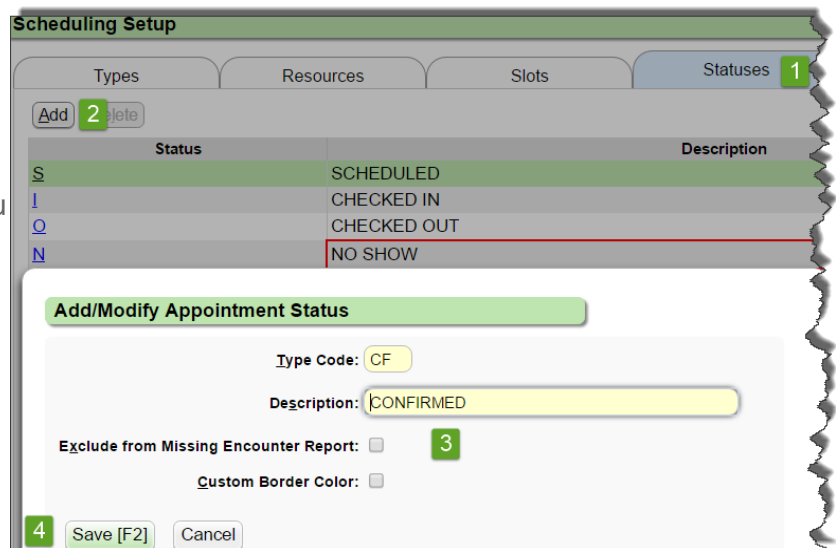 Scheduling Setup
Types Resources Slots Statuses 1
Add 2 elete
Status Description
S SCHEDULED
I CHECKED IN
O CHECKED OUT
N NO SHOW
Add/Modify Appointment Status
Type Code: CF
Description: CONFIRMED
Exclude from Missing Encounter Report: 3
Custom Border Color:
4 Save [F2] Cancel